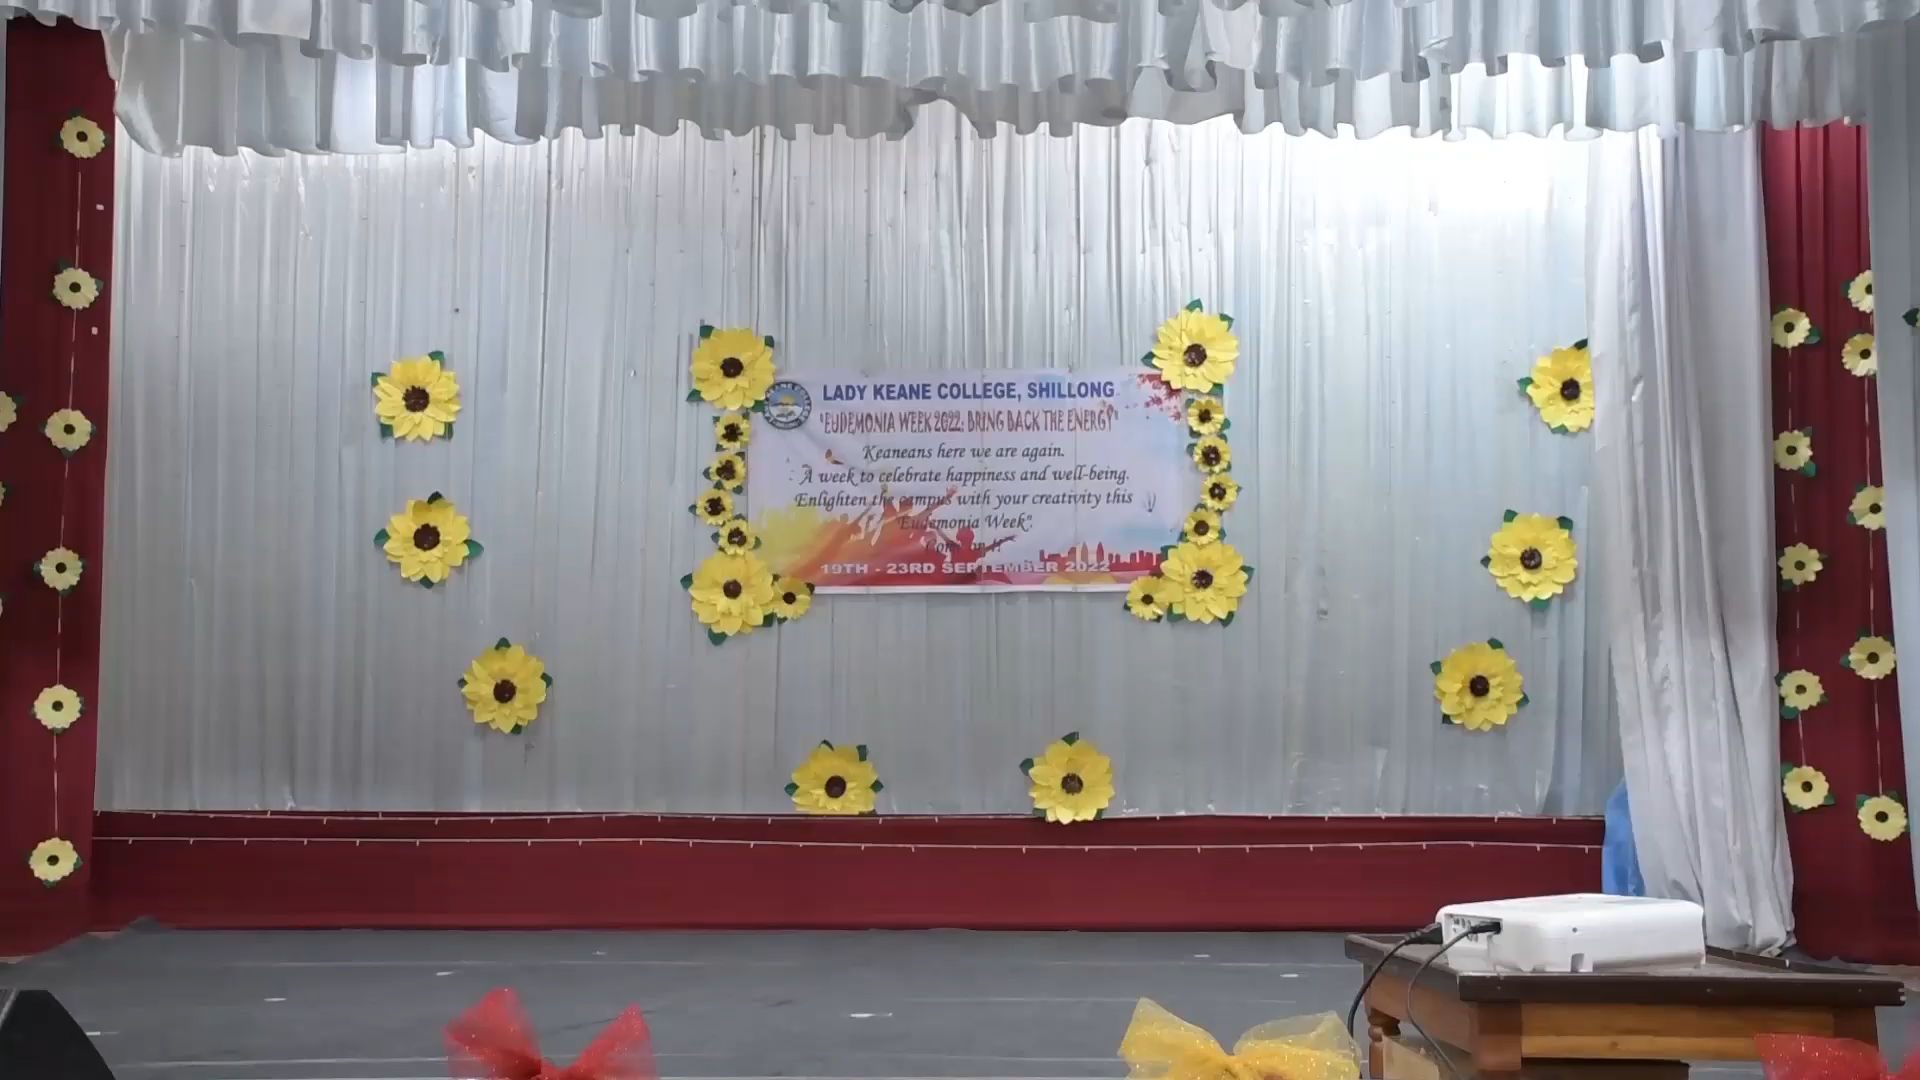 LADY KEANE COLLEGE, SHILLONG
"EUDEMONIA WEEK 2022: BRING BACK THE ENERGY"
Keaneans here we are again.
A week to celebrate happiness and well-being.
Enlighten the campus with your creativity this
"Eudemonia Week".
19TH - 23RD SEPTEMBER 2022